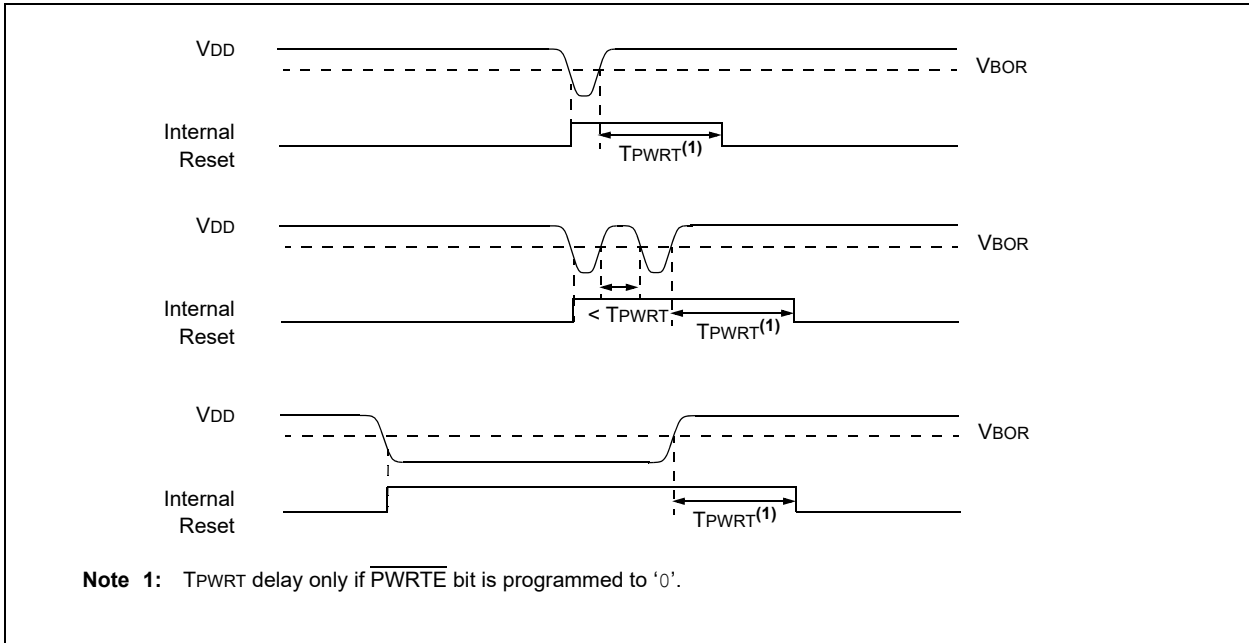 VDD
VBOR
Internal
Reset
TPWRT(1)
VDD
VBOR
Internal
Reset
< TPWRT
TPWRT(1)
VDD
VBOR
Internal
Reset
TPWRT(1)
Note 1: TPWRT delay only if PWRTE bit is programmed to ‘0’.